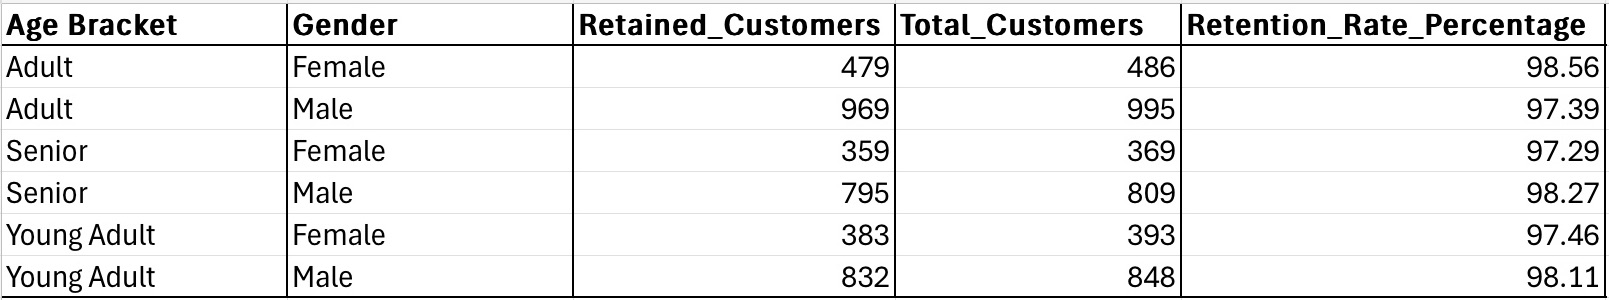 Age Bracket Gender Retained_Customers Total_Customers Retention_Rate_Percentage
Adult Female 479 486 98.56
Adult Male 969 995 97.39
Senior Female 359 369 97.29
Senior Male 795 809 98.27
Young Adult Female 383 393 97.46
Young Adult Male 832 848 98.11